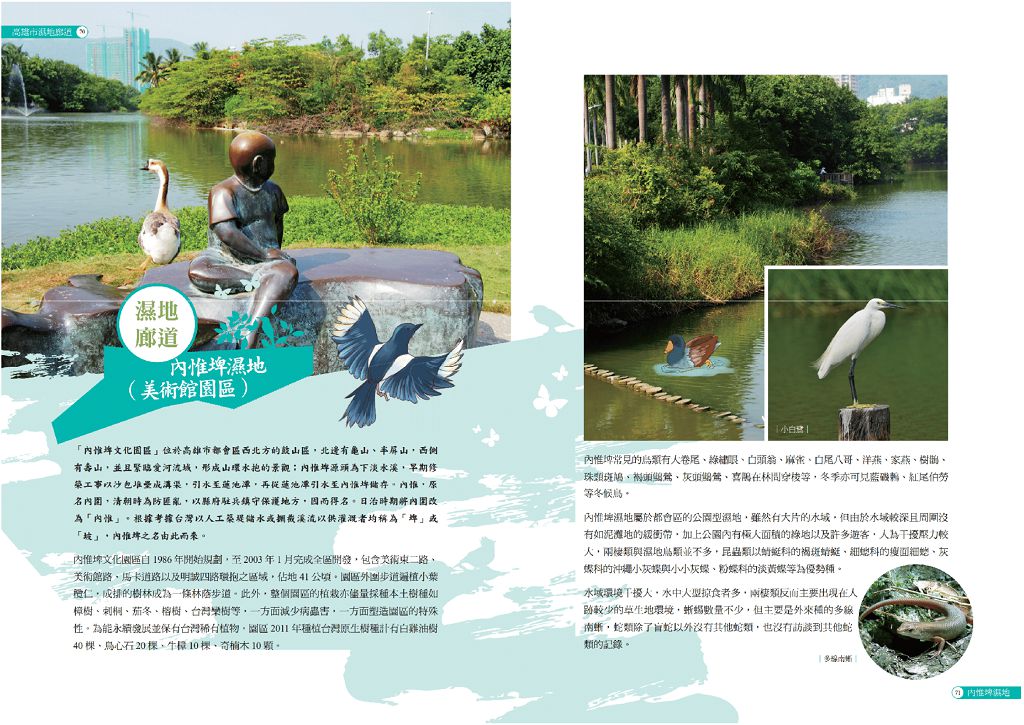 高雄市濕地廊道 70
濕地
廊道
內惟埤濕地
（美術館園區）
「內惟埤文化園區」位於高雄市都會區西北方的鼓山區，北邊有龜山、半屏山，西側
有壽山，並且緊臨愛河流域，形成山環水抱的景觀；內惟埤源頭為下淡水溪，早期修
築工事以沙包堆疊成溝渠，引水至蓮池潭，再從蓮池潭引水至內惟埤儲存。內惟，原
名內圍，清朝時為防匪亂，以縣府駐兵鎮守保護地方，因而得名。日治時期將內圍改
為「內惟」。根據考據台灣以人工築堤儲水或攔截溪流以供灌溉者均稱為「埤」或
「坡」，內惟埤之名由此而來。
內惟埤文化園區自 1986 年開始規劃，至 2003 年 1 月完成全區開發，包含美術東二路、
美術館路，馬卡道路以及明誠四路環抱之區域，佔地 41 公頃。園區外圍步道遍植小葉
欖仁，成排的樹林成為一條林蔭步道。此外，整個園區的植栽亦儘量採種本土樹種如
樟樹、刺桐、茄冬、榕樹、台灣欒樹等，一方面減少病蟲害，一方面塑造園區的特殊
性。為能永續發展並保有台灣稀有植物，園區 2011 年種植台灣原生樹種計有白雞油樹
40 棵、烏心石 20 棵、牛樟 10 棵、奇楠木 10 顆。
小白鷺
內惟埤常見的鳥類有大卷尾、綠繡眼、白頭翁、麻雀、白尾八哥、洋燕、家燕、樹鵲、
珠頸斑鳩、褐頭鷦鶯、灰頭鷦鶯、喜鵲在林間穿梭等，冬季亦可見藍磯鶇、紅尾伯勞
等冬候鳥。
內惟埤濕地屬於都會區的公園型濕地，雖然有大片的水域，但由於水域較深且周圍沒
有如泥灘地的緩衝帶，加上公園內有極大面積的綠地以及許多遊客，人為干擾壓力較
大，兩棲類與濕地鳥類並不多，昆蟲類以蜻蜓科的褐斑蜻蜓，細蟌科的瘦面細蟌、灰
蝶科的沖繩小灰蝶與小小灰蝶、粉蝶科的淡黃蝶等為優勢種。
水域環境干擾大，水中大型掠食者多，兩棲類反而主要出現在人
跡較少的草生地環境，蜥蜴數量不少，但主要是外來種的多線
南蜥，蛇類除了盲蛇以外沒有其他蛇類，也沒有訪談到其他蛇
類的記錄。
多線南蜥
71 內惟埤濕地